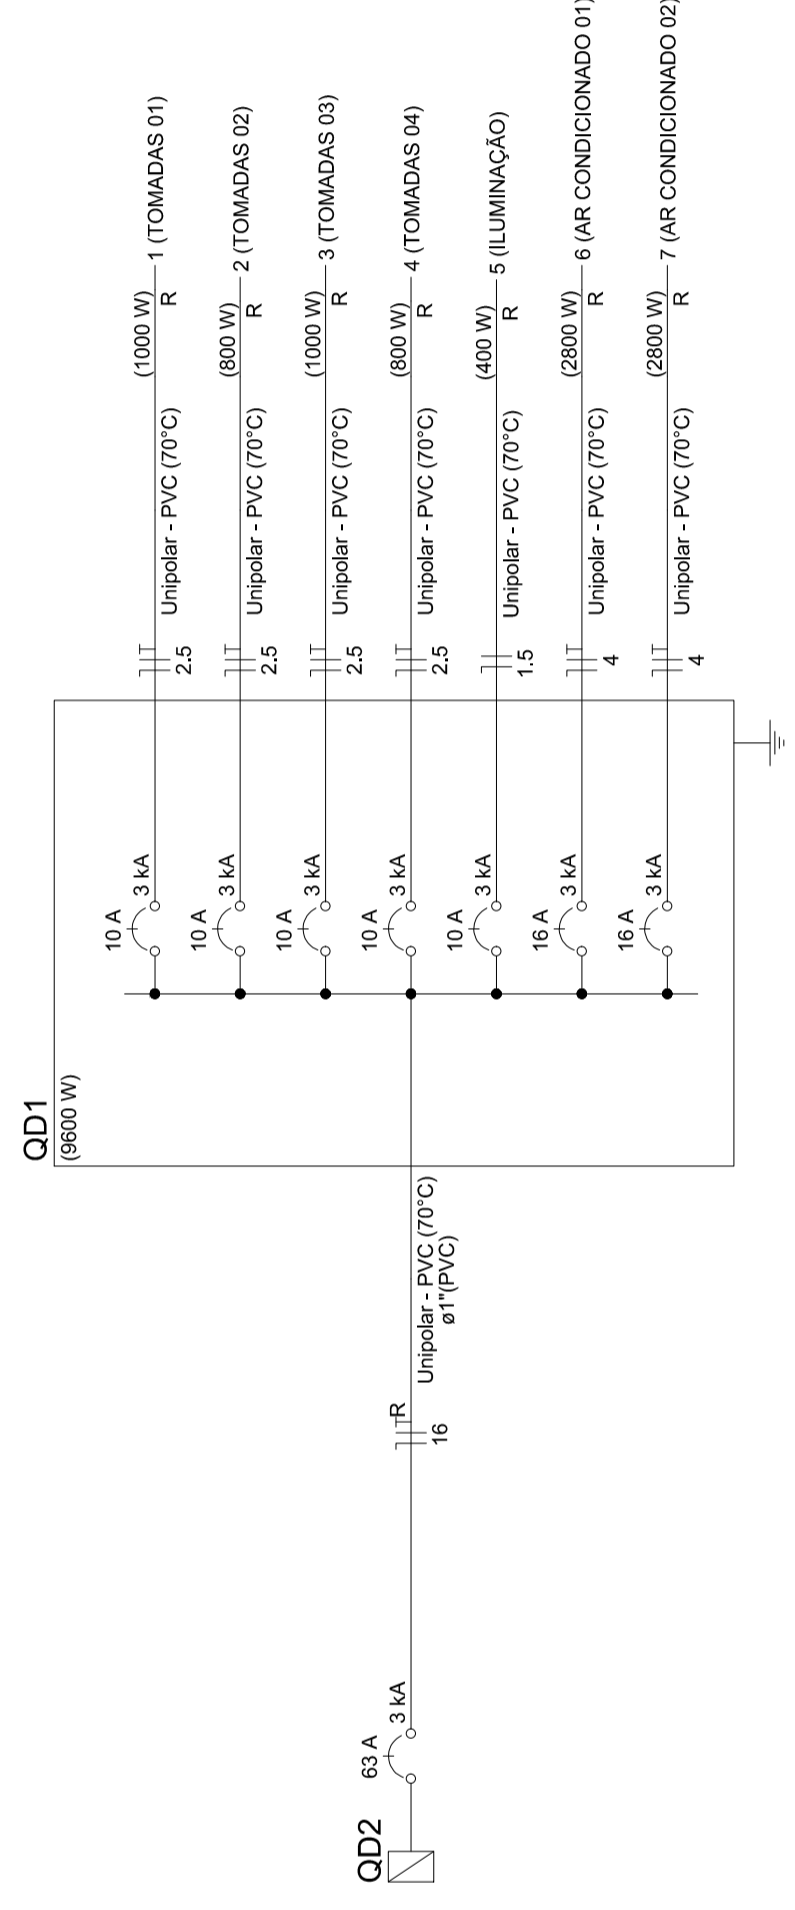 QD2
63 A
3 kA
R
16
Unipolar - PVC (70°C)
ø1"(PVC)
QD1
(9600 W)
10 A
3 kA
2.5
Unipolar - PVC (70°C)
(1000 W)
R
1 (TOMADAS 01)
10 A
3 kA
2.5
Unipolar - PVC (70°C)
(800 W)
R
2 (TOMADAS 02)
10 A
3 kA
2.5
Unipolar - PVC (70°C)
(1000 W)
R
3 (TOMADAS 03)
10 A
3 kA
2.5
Unipolar - PVC (70°C)
(800 W)
R
4 (TOMADAS 04)
10 A
3 kA
1.5
Unipolar - PVC (70°C)
(400 W)
R
5 (ILUMINAÇÃO)
16 A
3 kA
4
Unipolar - PVC (70°C)
(2800 W)
R
6 (AR CONDICIONADO 01)
16 A
3 kA
4
Unipolar - PVC (70°C)
(2800 W)
R
7 (AR CONDICIONADO 02)